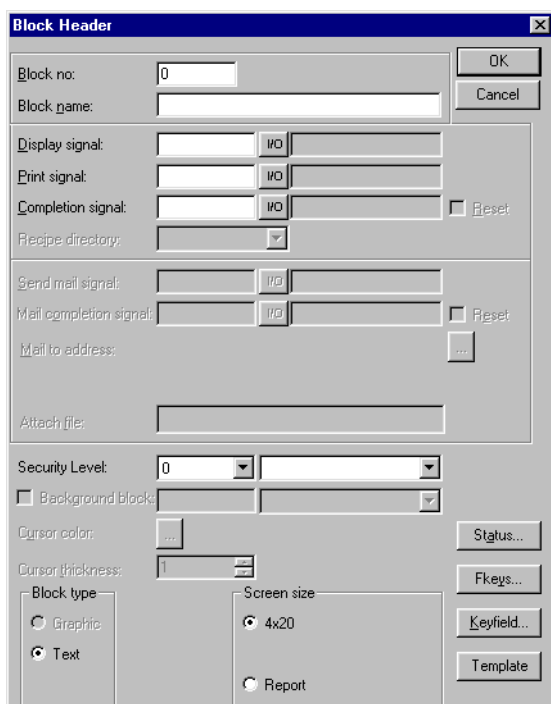 Block Header
OK
Block no: 0
Cancel
Block name:
Display signal: I/O
Print signal: I/O
Completion signal: I/O Reset
Recipe directory:
Send mail signal: I/O
Mail completion signal: I/O Reset
Mail to address: ...
Attach file:
Security Level: 0
Background block:
Cursor color: ...
Status...
Cursor thickness: 1
Fkeys...
Block type Screen size
Graphic 4x20
Keyfield...
Text
Template
Report